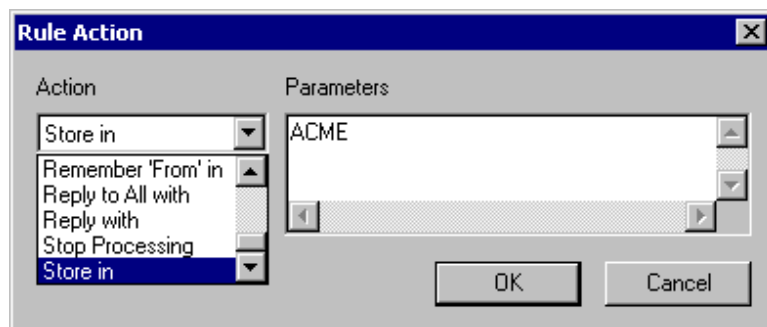 Rule Action
Action
Parameters
Store in
ACME
Remember 'From' in
Reply to All with
Reply with
Stop Processing
Store in
OK
Cancel